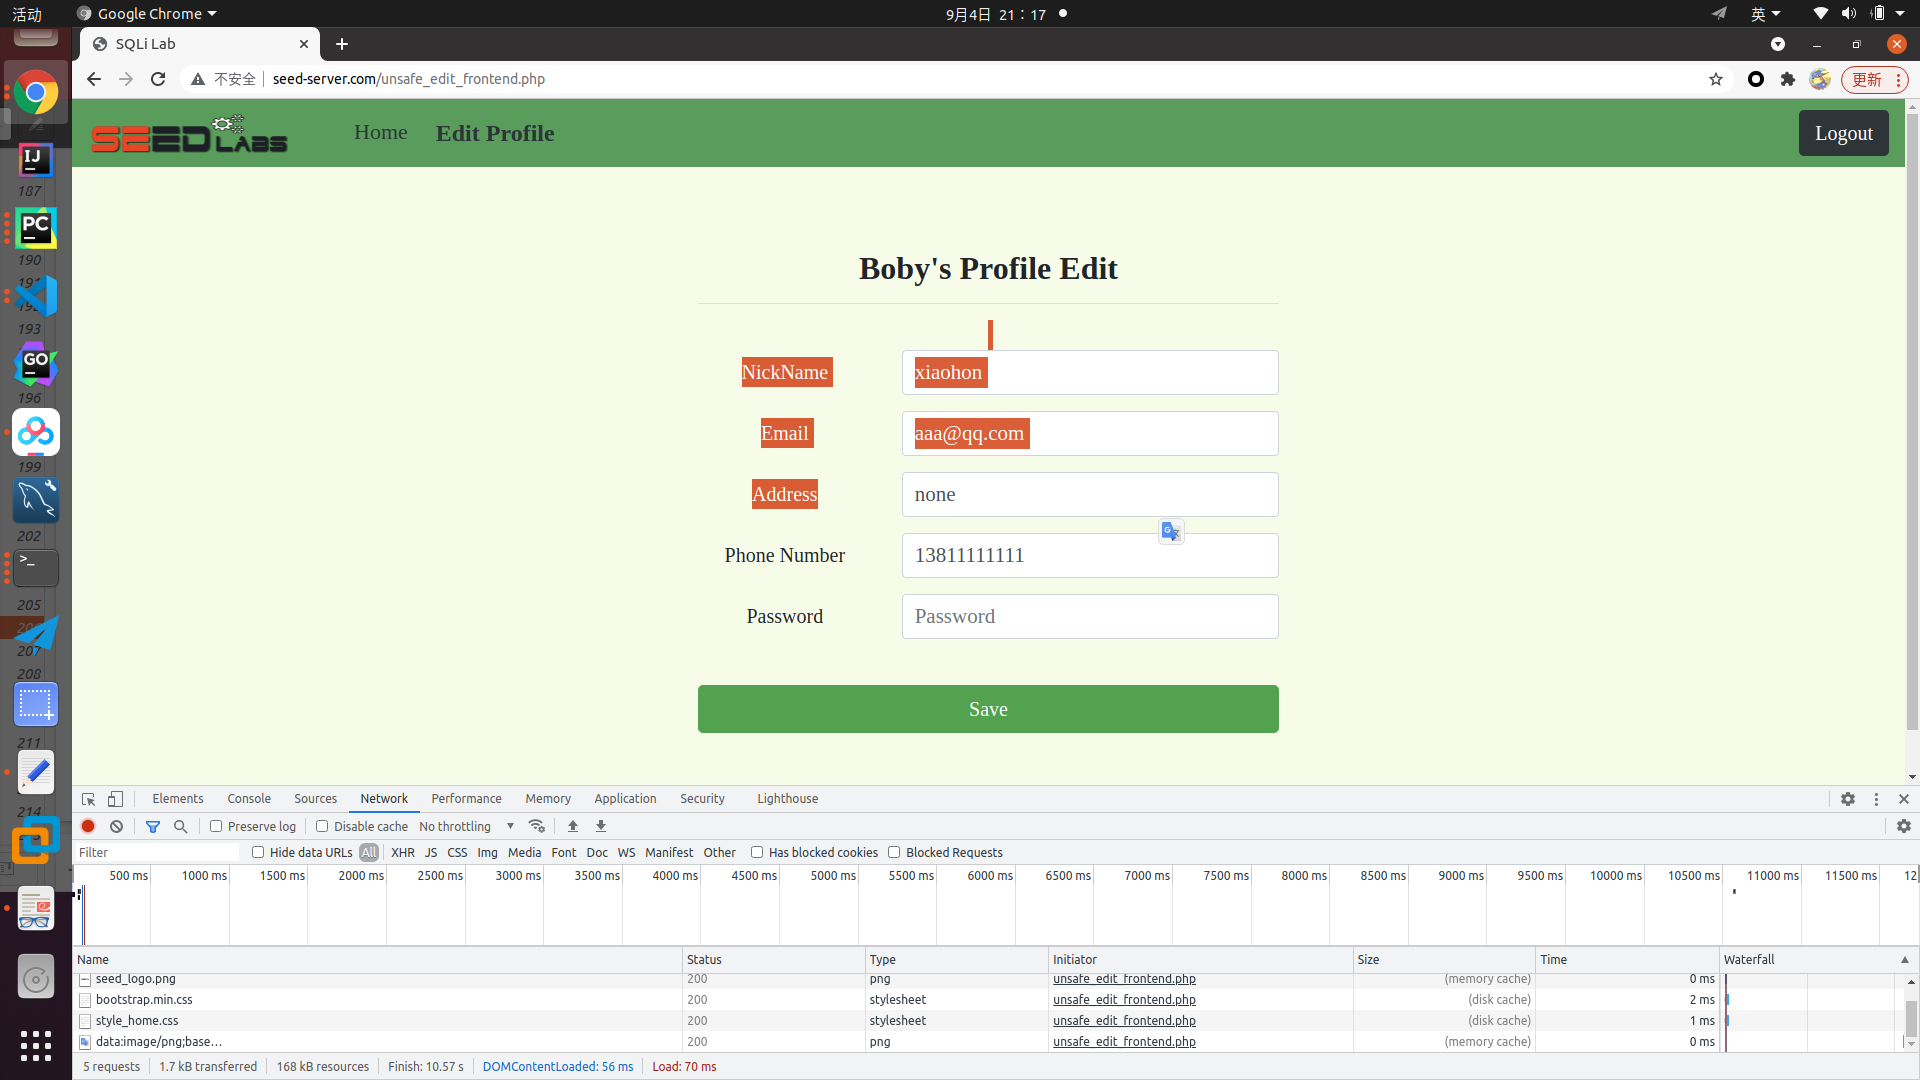 活动
Google Chrome
9月4日 21：17
英
SQLi Lab
不安全
seed-server.com/unsafe_edit_frontend.php
更新
SEED LABS
Home
Edit Profile
Logout
Boby's Profile Edit
NickName
xiaohon
Email
aaa@qq.com
Address
none
Phone Number
13811111111
Password
Password
Save
IJ
187
PC
190
193
GO
196
199
202
>_
205
207
208
211
214
Elements
Console
Sources
Network
Performance
Memory
Application
Security
Lighthouse
Preserve log
Disable cache
No throttling
Filter
Hide data URLs
All
XHR
JS
CSS
Img
Media
Font
Doc
WS
Manifest
Other
Has blocked cookies
Blocked Requests
500 ms
1000 ms
1500 ms
2000 ms
2500 ms
3000 ms
3500 ms
4000 ms
4500 ms
5000 ms
5500 ms
6000 ms
6500 ms
7000 ms
7500 ms
8000 ms
8500 ms
9000 ms
9500 ms
10000 ms
10500 ms
11000 ms
11500 ms
12
Name
Status
Type
Initiator
Size
Time
Waterfall
seed_logo.png
200
png
unsafe_edit_frontend.php
(memory cache)
0 ms
bootstrap.min.css
200
stylesheet
unsafe_edit_frontend.php
(disk cache)
2 ms
style_home.css
200
stylesheet
unsafe_edit_frontend.php
(disk cache)
1 ms
data:image/png;base…
200
png
unsafe_edit_frontend.php
(memory cache)
0 ms
5 requests
1.7 kB transferred
168 kB resources
Finish: 10.57 s
DOMContentLoaded: 56 ms
Load: 70 ms